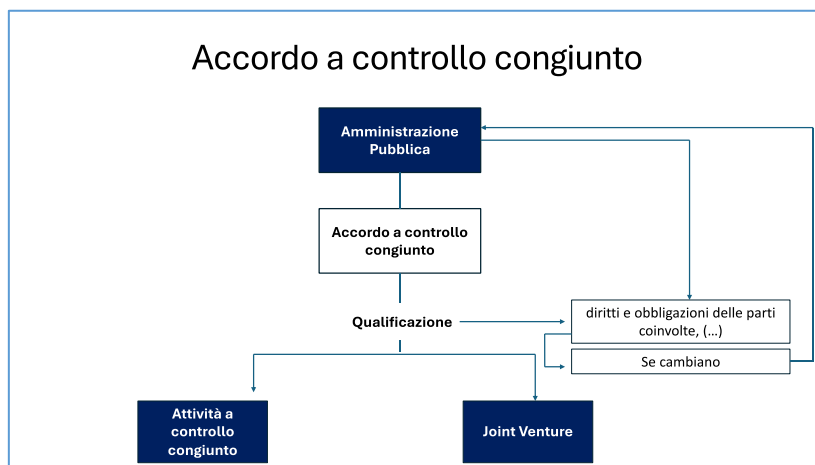 Accordo a controllo congiunto
Amministrazione
Pubblica
Accordo a controllo
congiunto
Qualificazione
diritti e obbligazioni delle parti
coinvolte, (…)
Se cambiano
Attività a
controllo
congiunto
Joint Venture